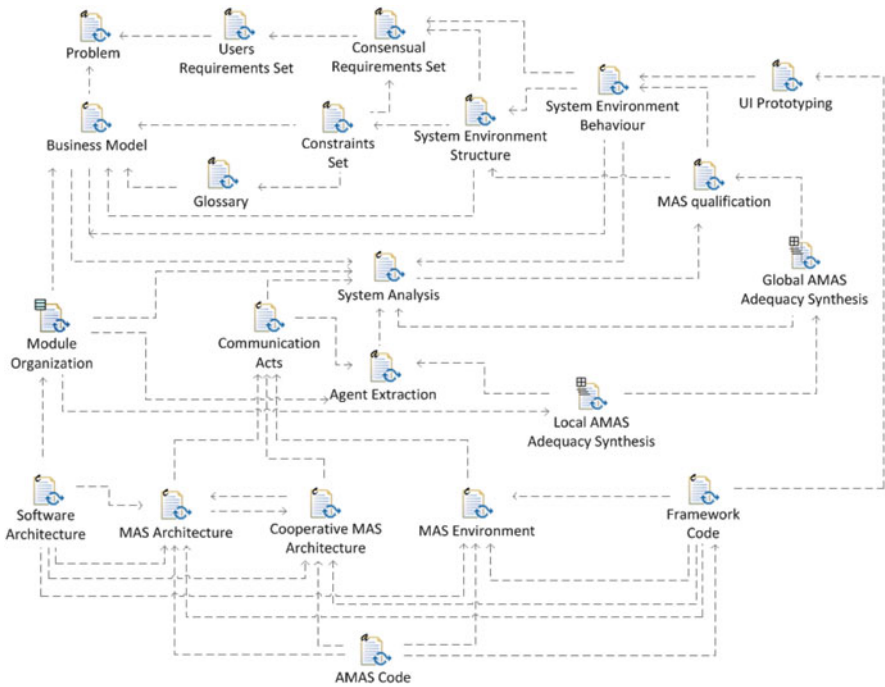 Problem
Users
Requirements Set
Consensual
Requirements Set
System Environment
Behaviour
UI Prototyping
Business Model
Constraints
Set
System Environment
Structure
Glossary
MAS qualification
System Analysis
Global AMAS
Adequacy Synthesis
Module
Organization
Communication
Acts
Agent Extraction
Local AMAS
Adequacy Synthesis
Software
Architecture
MAS Architecture
Cooperative MAS
Architecture
MAS Environment
Framework
Code
AMAS Code